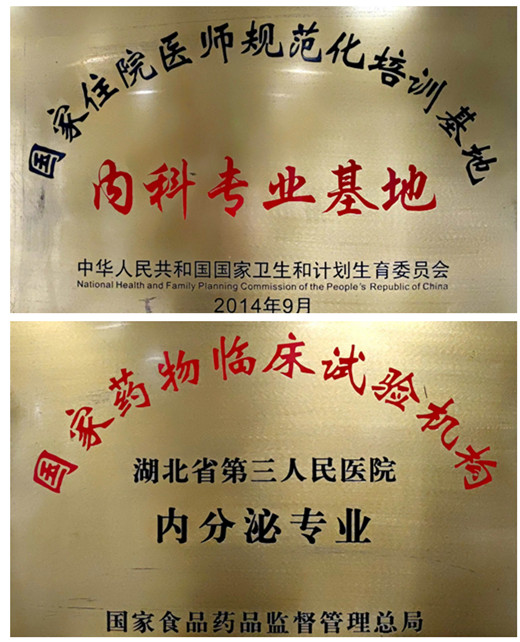 国家住院医师规范化培训基地
内科专业基地
中华人民共和国国家卫生和计划生育委员会
National Health and Family Planning Commission of the People's Republic of China
2014年9月
国家药物临床试验机构
湖北省第三人民医院
内分泌专业
国家食品药品监督管理总局